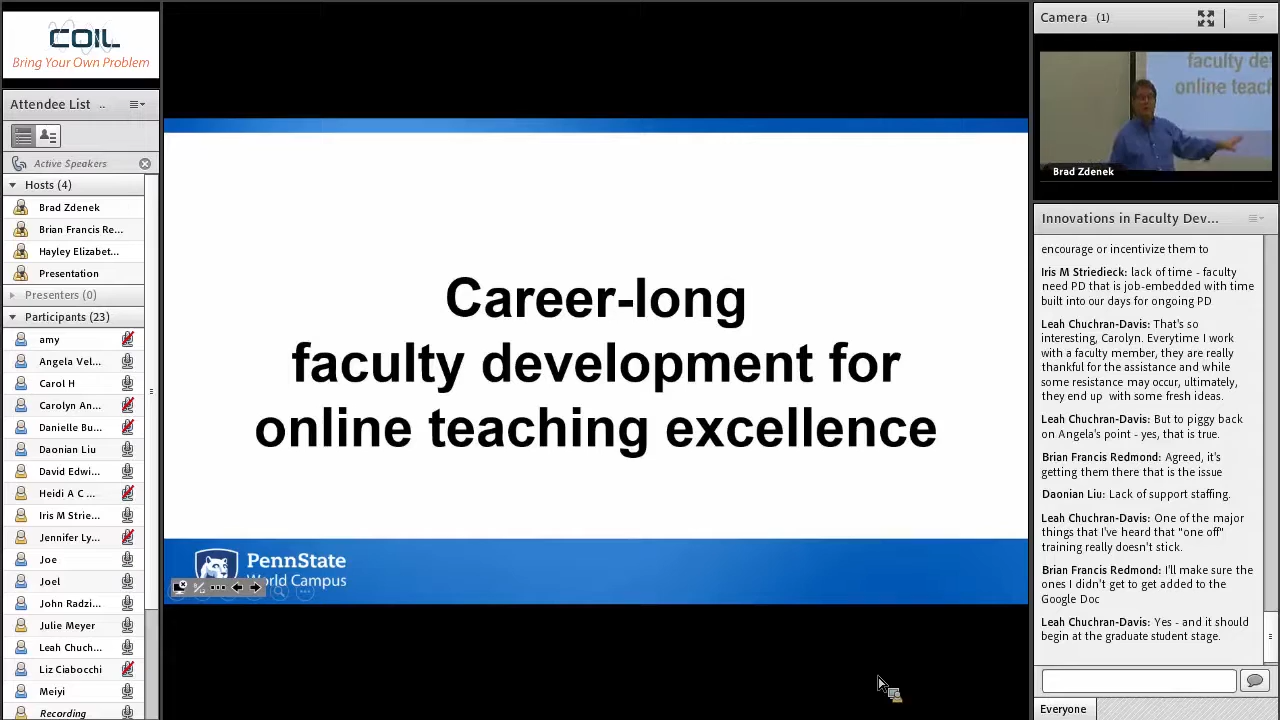 COIL
Bring Your Own Problem
Attendee List ..
Active Speakers
Hosts (4)
Brad Zdenek
Brian Francis Re...
Hayley Elizabet...
Presentation
Presenters (0)
Participants (23)
amy
Angela Vel...
Carol H
Carolyn An...
Danielle Bu...
Daonian Liu
David Edwi...
Heidi A C ...
Iris M Strie...
Jennifer Ly...
Joe
Joel
John Radzi...
Julie Meyer
Leah Chuch...
Liz Ciabocchi
Meiyi
Recording
Career-long
faculty development for
online teaching excellence
PennState
World Campus
Camera (1)
faculty de
online teach
Brad Zdenek
Innovations in Faculty Dev...
encourage or incentivize them to
Iris M Striedieck: lack of time - faculty
need PD that is job-embedded with time
built into our days for ongoing PD
Leah Chuchran-Davis: That's so
interesting, Carolyn. Everytime I work
with a faculty member, they are really
thankful for the assistance and while
some resistance may occur, ultimately,
they end up with some fresh ideas.
Leah Chuchran-Davis: But to piggy back
on Angela's point - yes, that is true.
Brian Francis Redmond: Agreed, it's
getting them there that is the issue
Daonian Liu: Lack of support staffing.
Leah Chuchran-Davis: One of the major
things that I've heard that "one off"
training really doesn't stick.
Brian Francis Redmond: I'll make sure the
ones I didn't get to get added to the
Google Doc
Leah Chuchran-Davis: Yes - and it should
begin at the graduate student stage.
Everyone